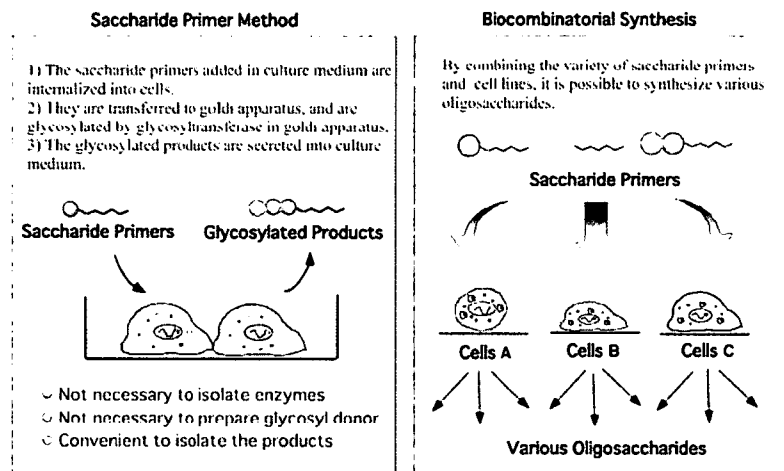 Saccharide Primer Method
1) The saccharide primers added in culture medium are
internalized into cells.
2) They are transferred to goldi apparatus, and are
glycosylated by glycosyltransferase in goldi apparatus.
3) The glycosylated products are secreted into culture
medium.
Saccharide Primers
Glycosylated Products
Not necessary to isolate enzymes
Not necessary to prepare glycosyl donor
Convenient to isolate the products
Biocombinatorial Synthesis
By combining the variety of saccharide primers
and cell lines, it is possible to synthesize various
oligosaccharides.
Saccharide Primers
Cells A
Cells B
Cells C
Various Oligosaccharides